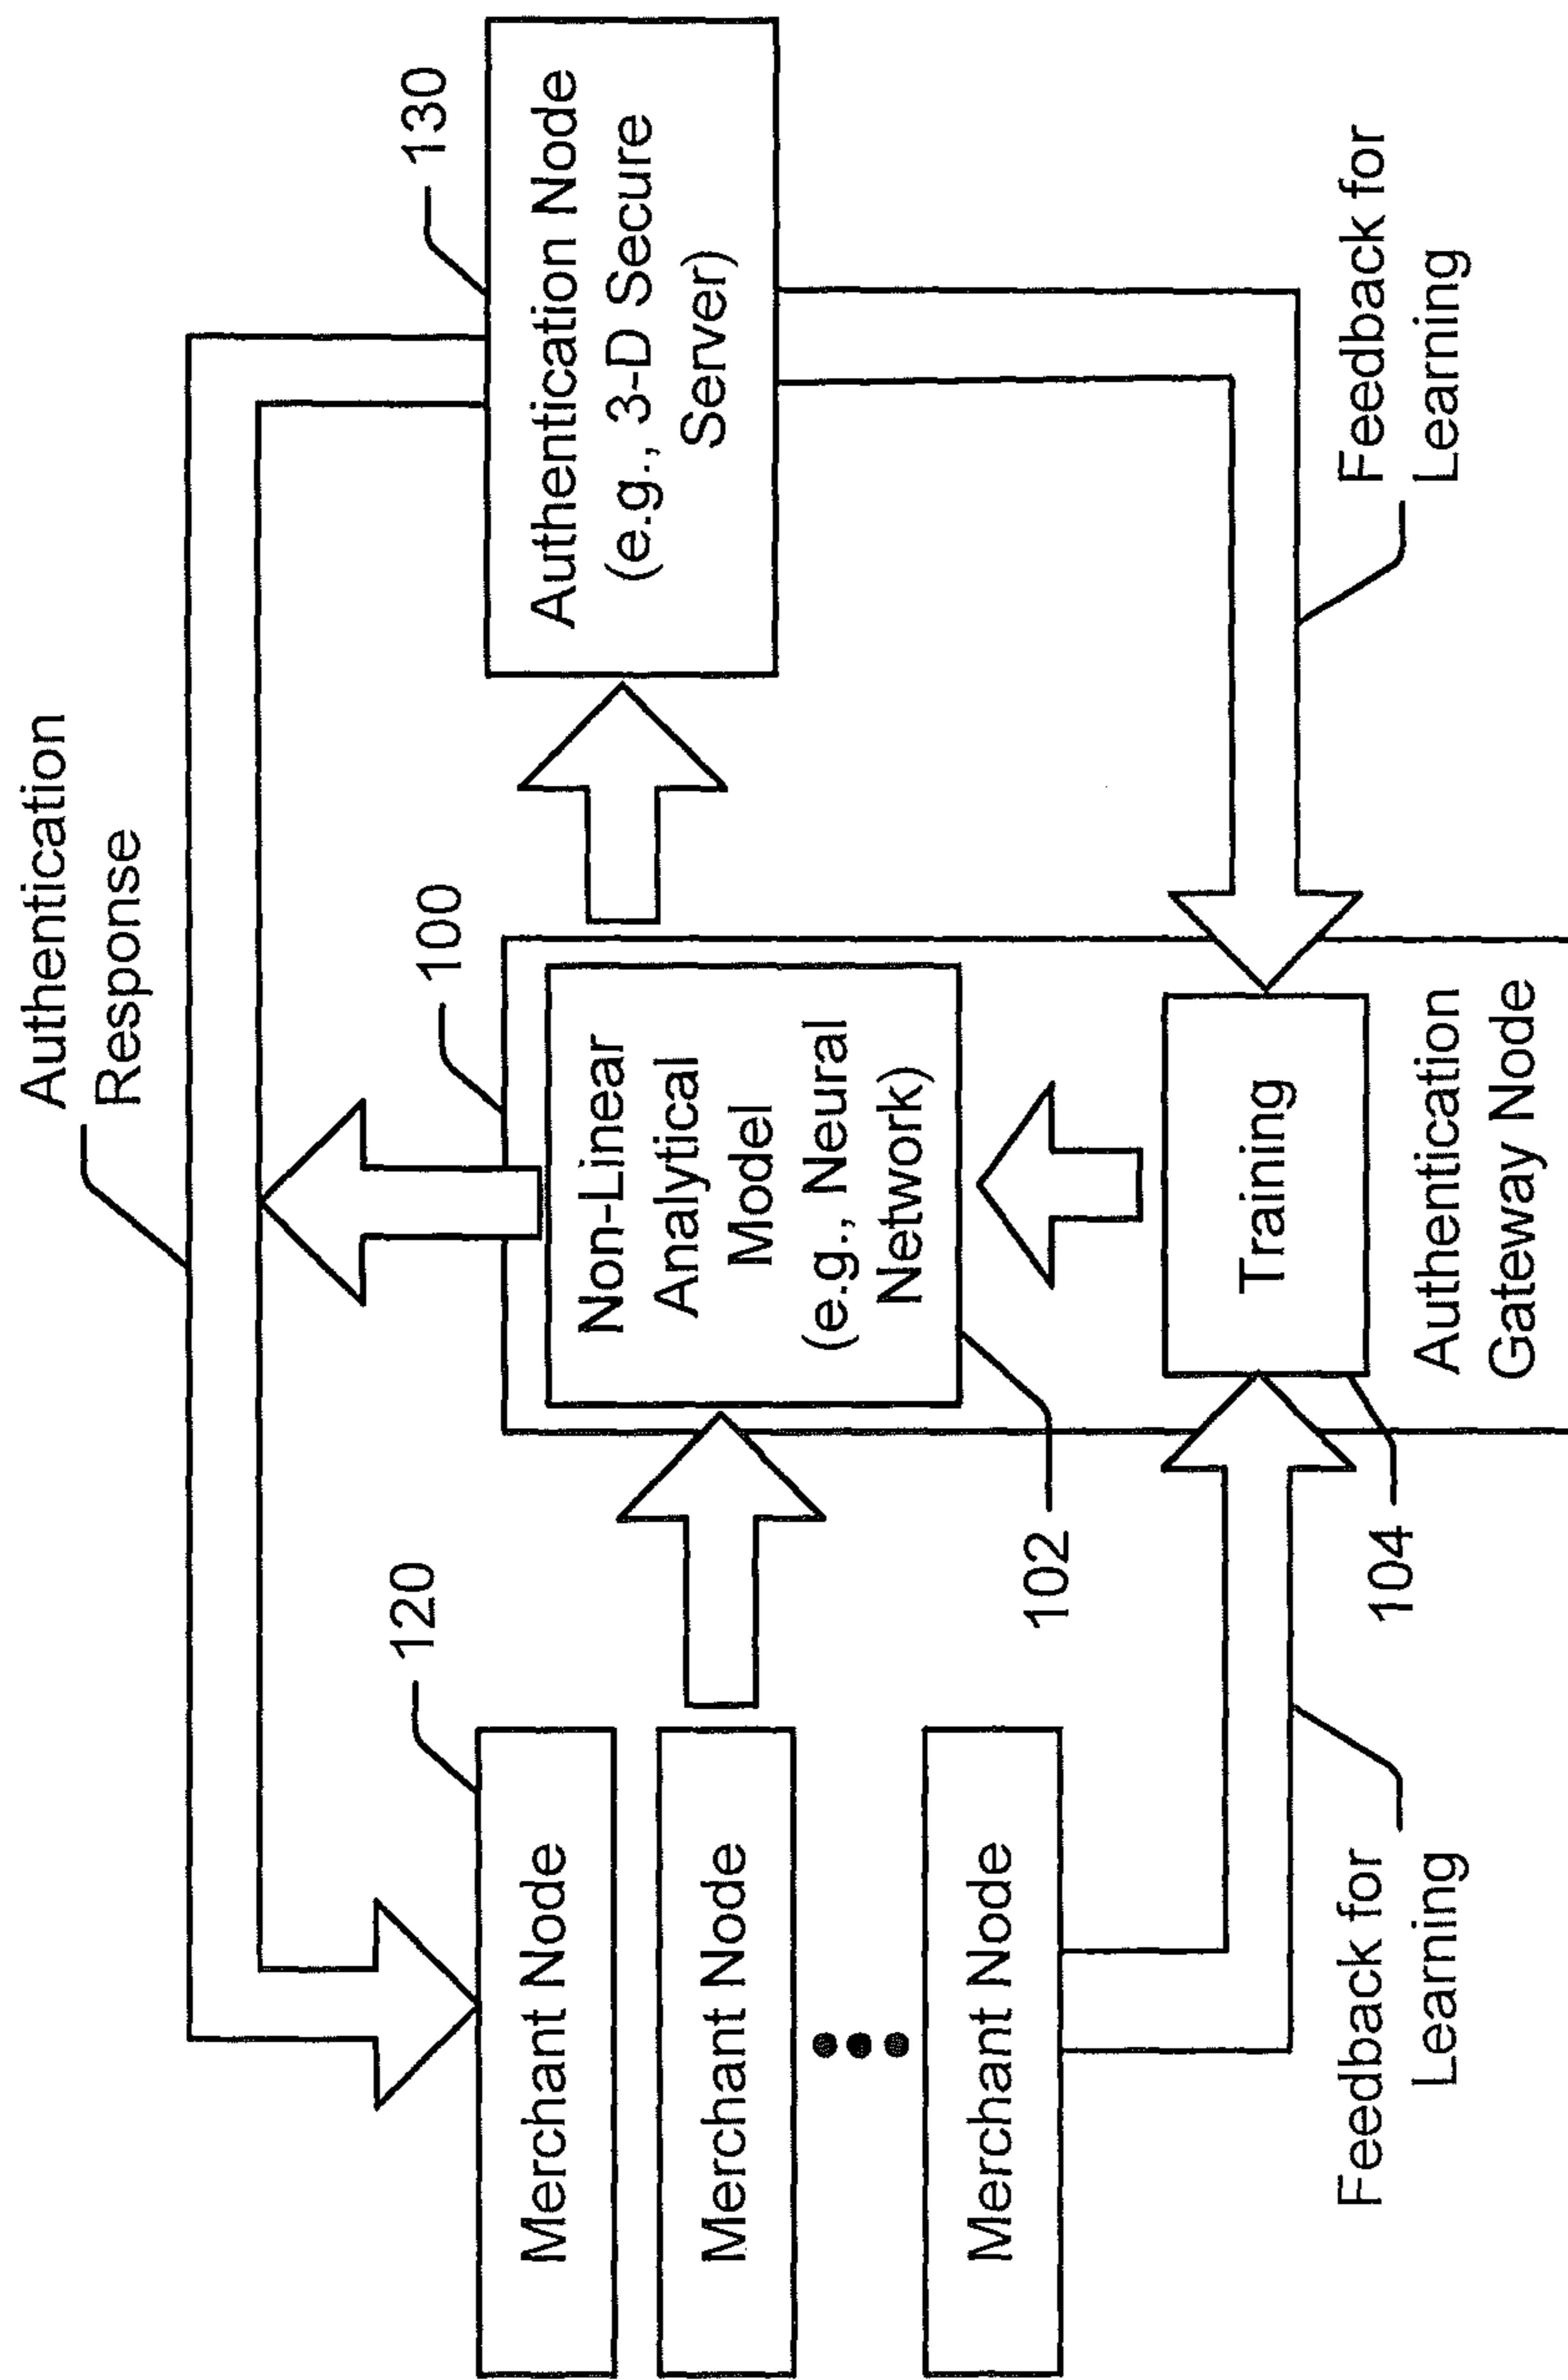 Authentication
Response
120
Merchant Node
Merchant Node
Merchant Node
100
Non-Linear
Analytical
Model
(e.g., Neural
Network)
102
130
Authentication Node
(e.g., 3-D Secure
Server)
Training
104
Authentication
Gateway Node
Feedback for
Learning
Feedback for
Learning